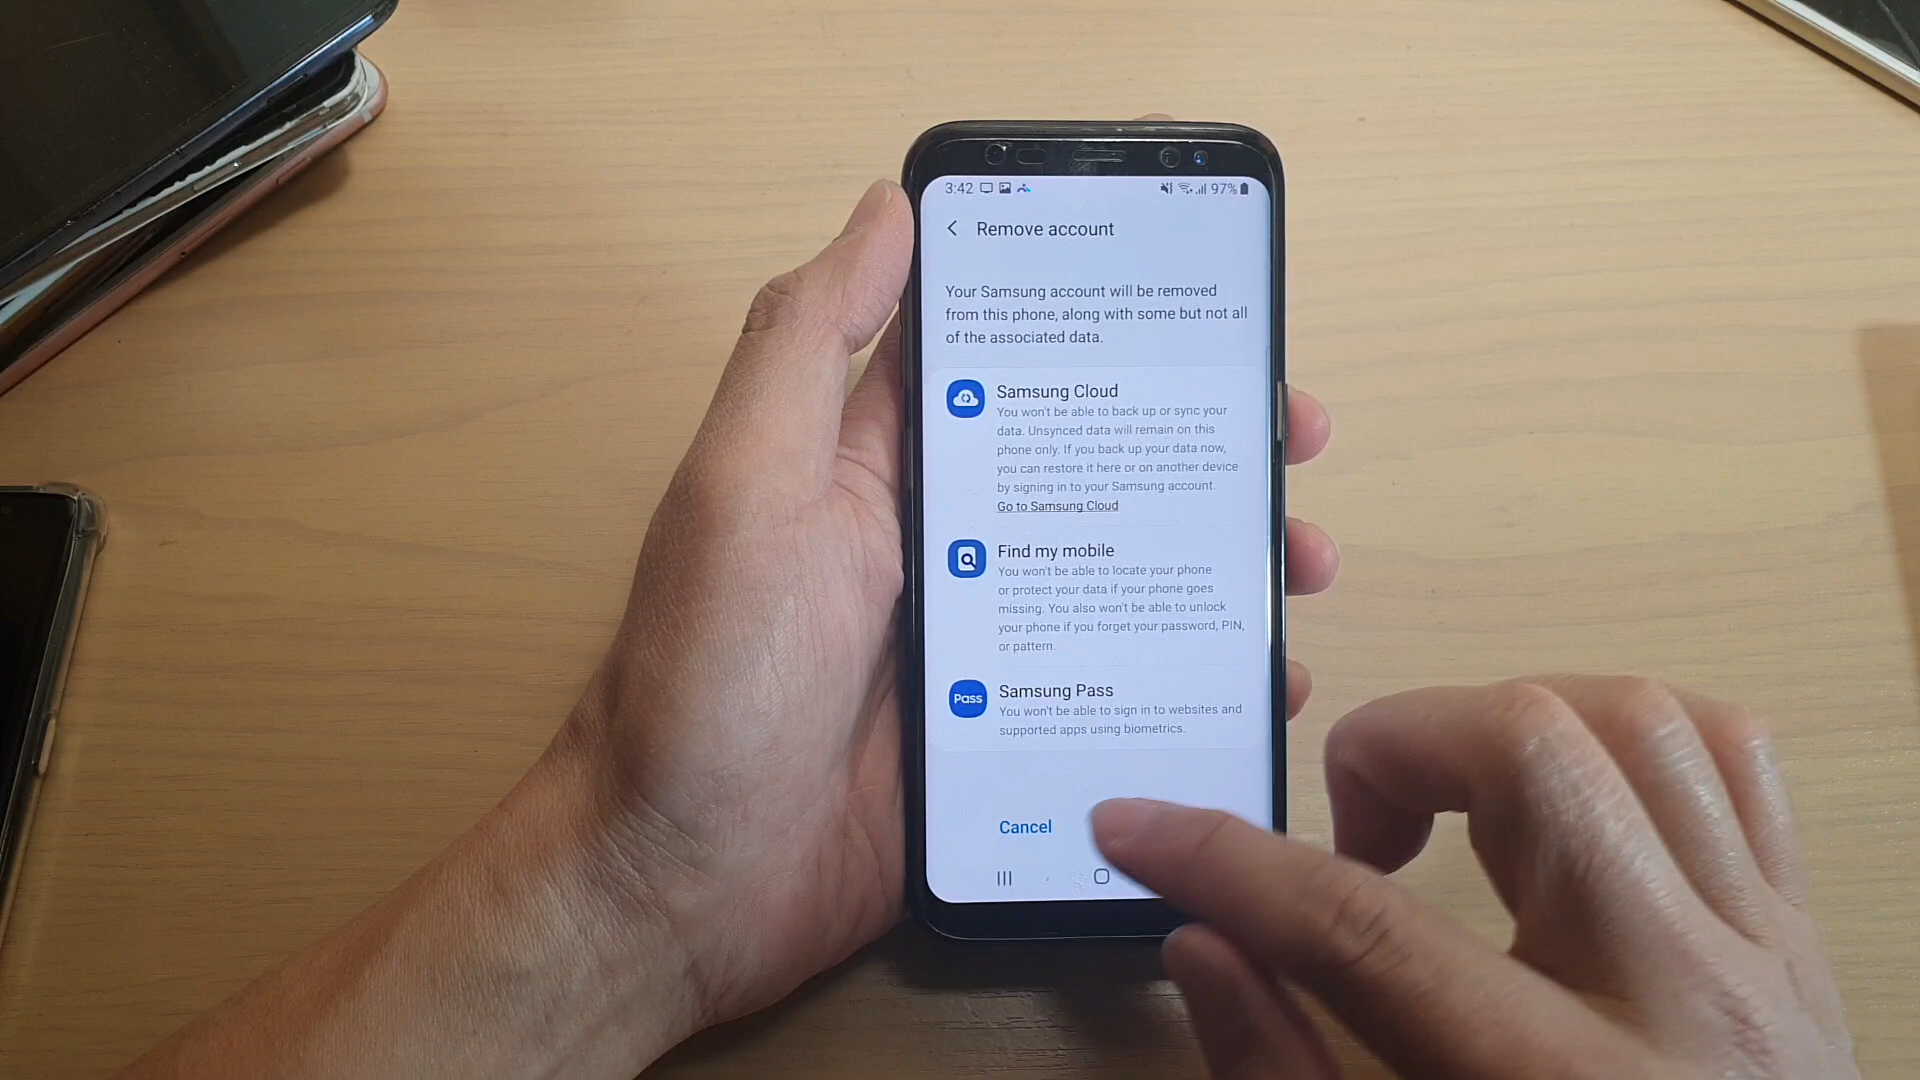 3:42 97%
Remove account
Your Samsung account will be removed
from this phone, along with some but not all
of the associated data.
Samsung Cloud
You won't be able to back up or sync your
data. Unsynced data will remain on this
phone only. If you back up your data now,
you can restore it here or on another device
by signing in to your Samsung account.
Go to Samsung Cloud
Find my mobile
You won't be able to locate your phone
or protect your data if your phone goes
missing. You also won't be able to unlock
your phone if you forget your password, PIN,
or pattern.
Pass
Samsung Pass
You won't be able to sign in to websites and
supported apps using biometrics.
Cancel